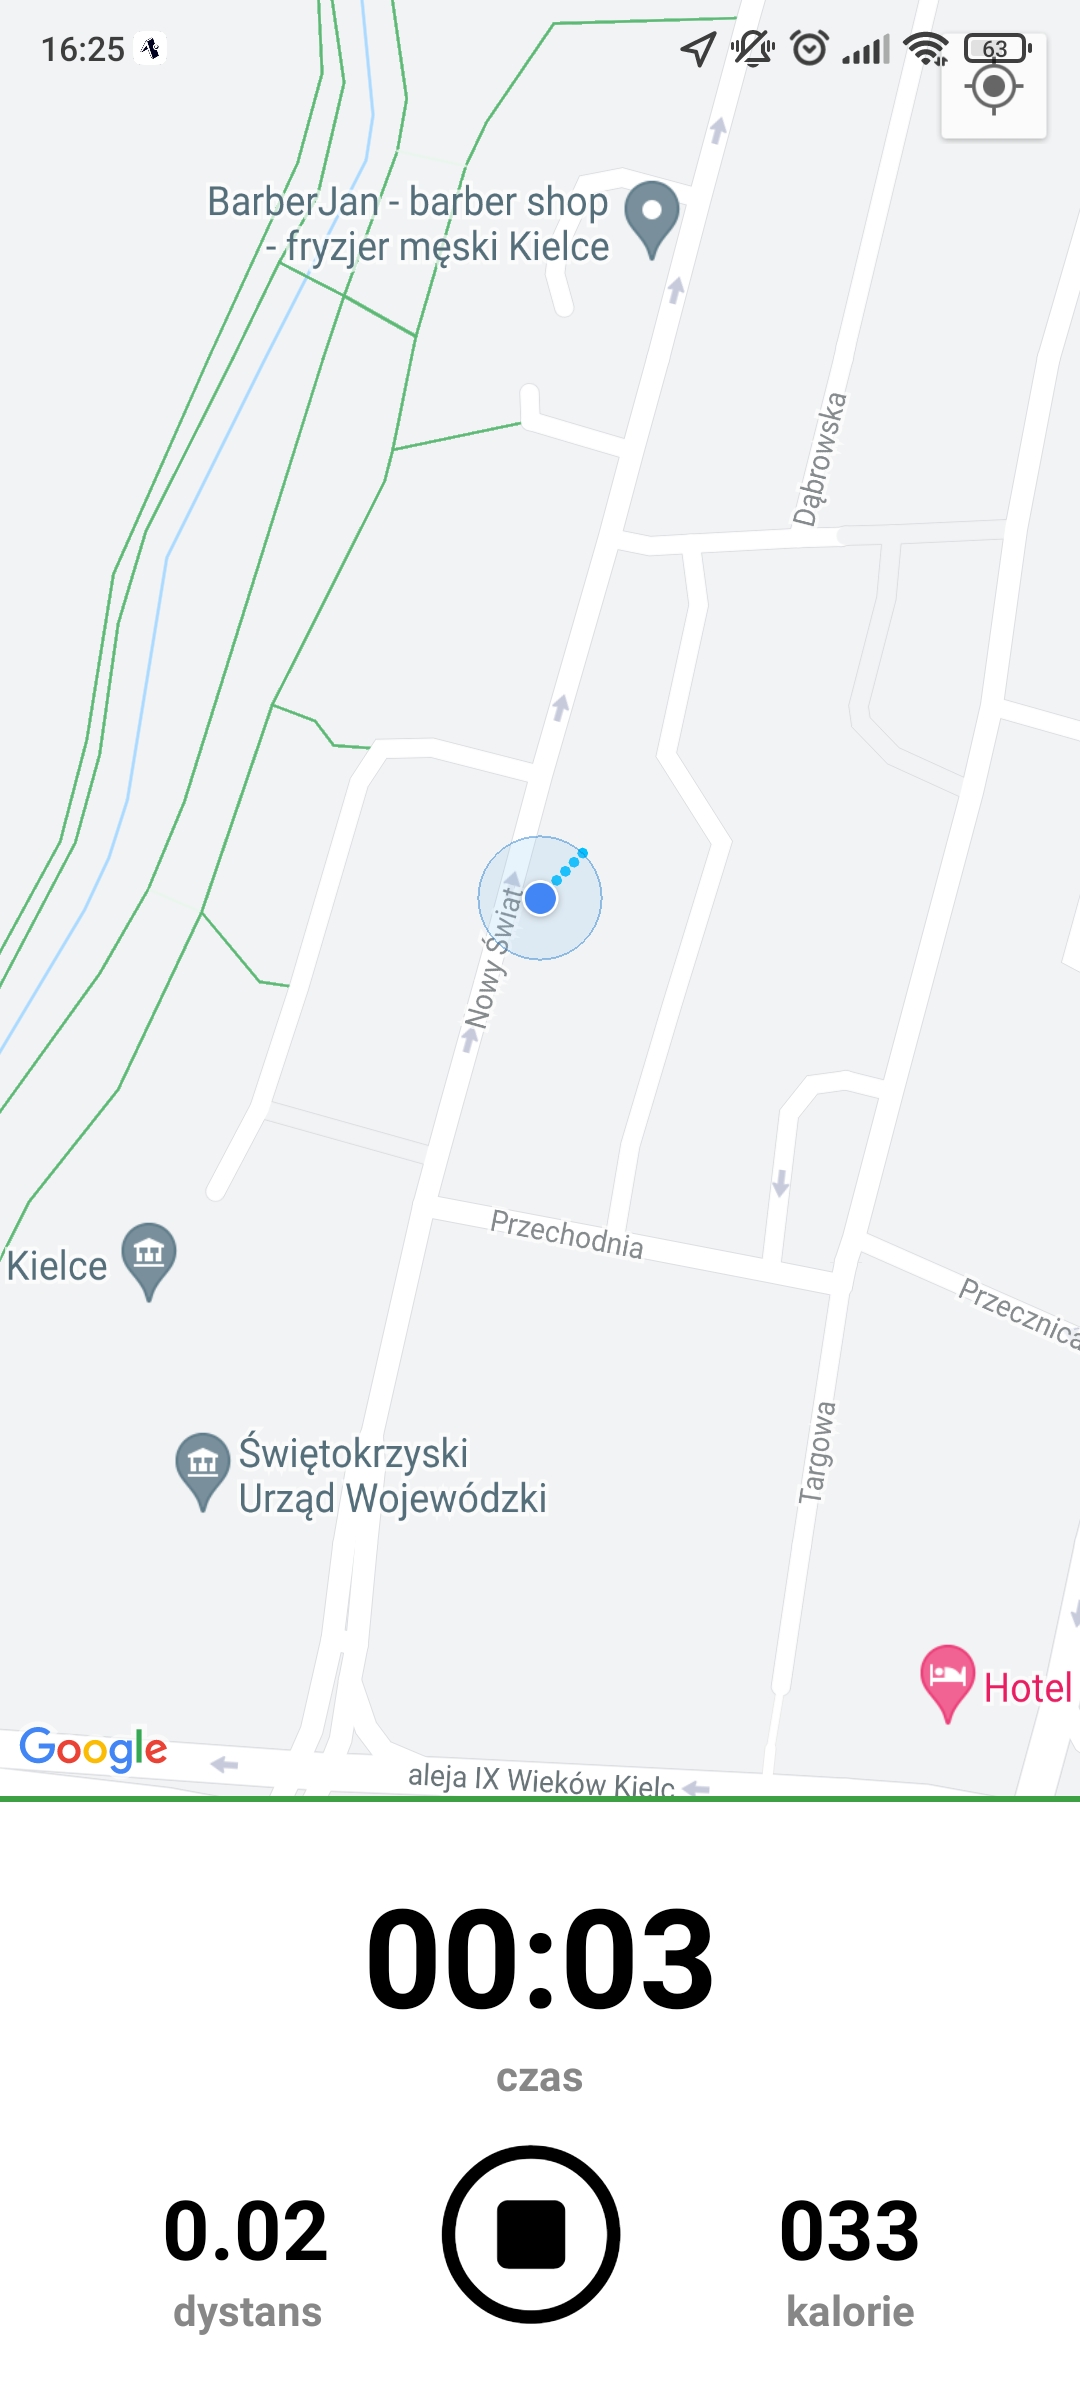 16:25
63
BarberJan - barber shop
- fryzjer męski Kielce
Dąbrowska
Nowy Świat
Przechodnia
Kielce
Przecznica
Świętokrzyski
Urząd Wojewódzki
Targowa
Hotel
Google
aleja IX Wieków Kielc
00:03
czas
0.02
033
dystans
kalorie